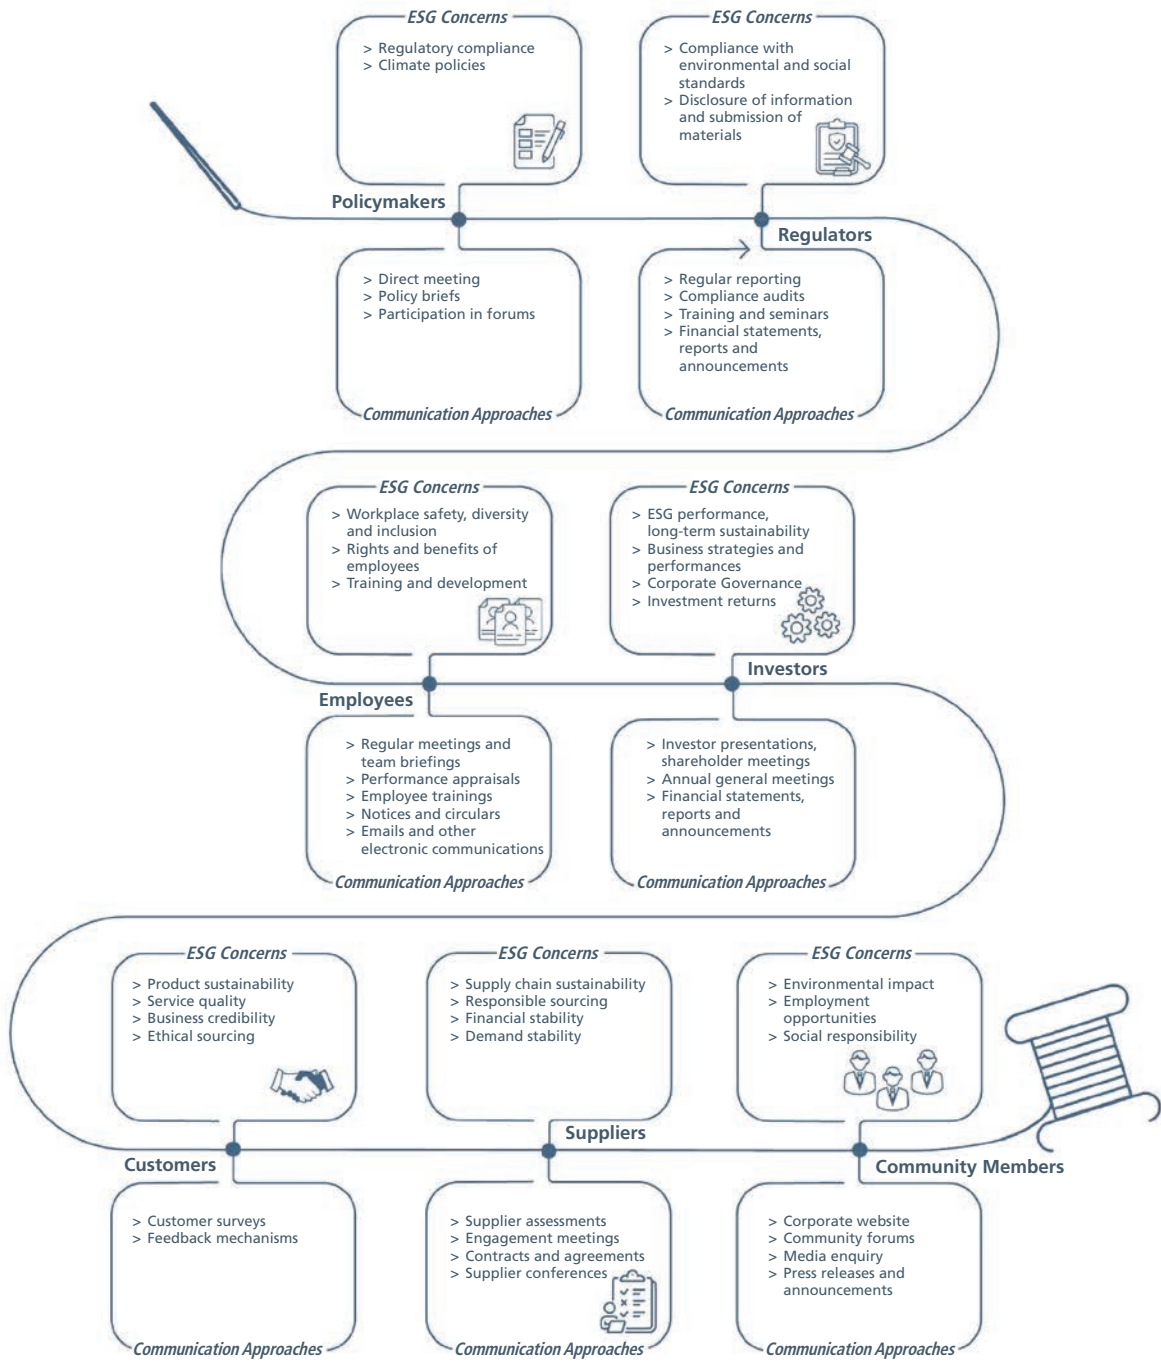 ESG Concerns
> Regulatory compliance
> Climate policies
Policymakers
> Direct meeting
> Policy briefs
> Participation in forums
Communication Approaches
ESG Concerns
> Compliance with
environmental and social
standards
> Disclosure of information
and submission of
materials
Regulators
> Regular reporting
> Compliance audits
> Training and seminars
> Financial statements,
reports and
announcements
Communication Approaches
ESG Concerns
> Workplace safety, diversity
and inclusion
> Rights and benefits of
employees
> Training and development
Employees
> Regular meetings and
team briefings
> Performance appraisals
> Employee trainings
> Notices and circulars
> Emails and other
electronic communications
Communication Approaches
ESG Concerns
> ESG performance,
long-term sustainability
> Business strategies and
performances
> Corporate Governance
> Investment returns
Investors
> Investor presentations,
shareholder meetings
> Annual general meetings
> Financial statements,
reports and
announcements
Communication Approaches
ESG Concerns
> Product sustainability
> Service quality
> Business credibility
> Ethical sourcing
Customers
> Customer surveys
> Feedback mechanisms
Communication Approaches
ESG Concerns
> Supply chain sustainability
> Responsible sourcing
> Financial stability
> Demand stability
Suppliers
> Supplier assessments
> Engagement meetings
> Contracts and agreements
> Supplier conferences
Communication Approaches
ESG Concerns
> Environmental impact
> Employment
opportunities
> Social responsibility
Community Members
> Corporate website
> Community forums
> Media enquiry
> Press releases and
announcements
Communication Approaches